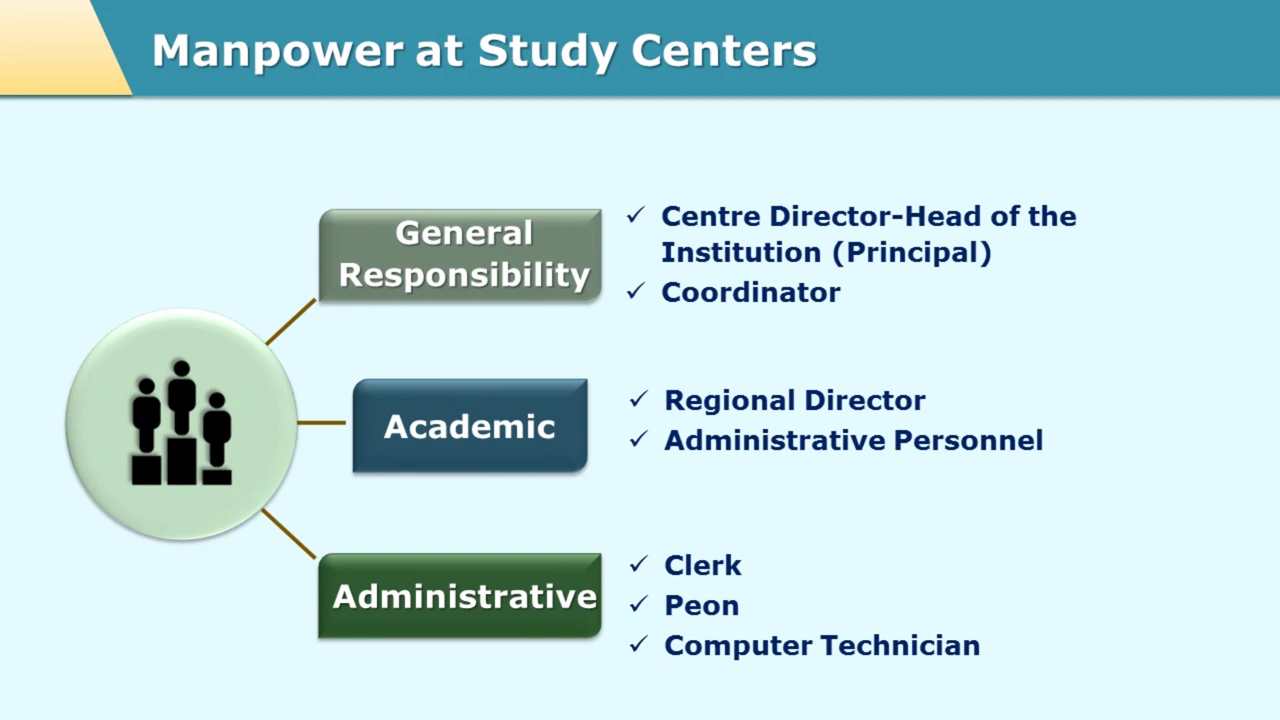 Manpower at Study Centers
General
Responsibility
✓ Centre Director-Head of the
Institution (Principal)
✓ Coordinator
Academic
✓ Regional Director
✓ Administrative Personnel
Administrative
✓ Clerk
✓ Peon
✓ Computer Technician